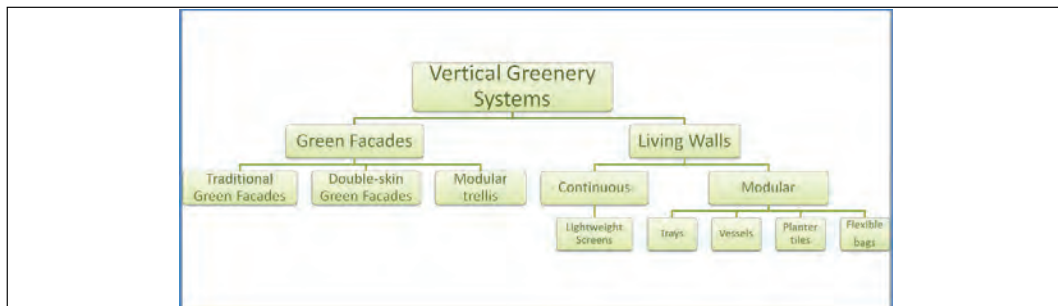 Vertical Greenery
Systems
Green Facades
Living Walls
Traditional
Green Facades
Double-skin
Green Facades
Modular
trellis
Continuous
Modular
Lightweight
Screens
Trays
Vessels
Planter
tiles
Flexible
bags